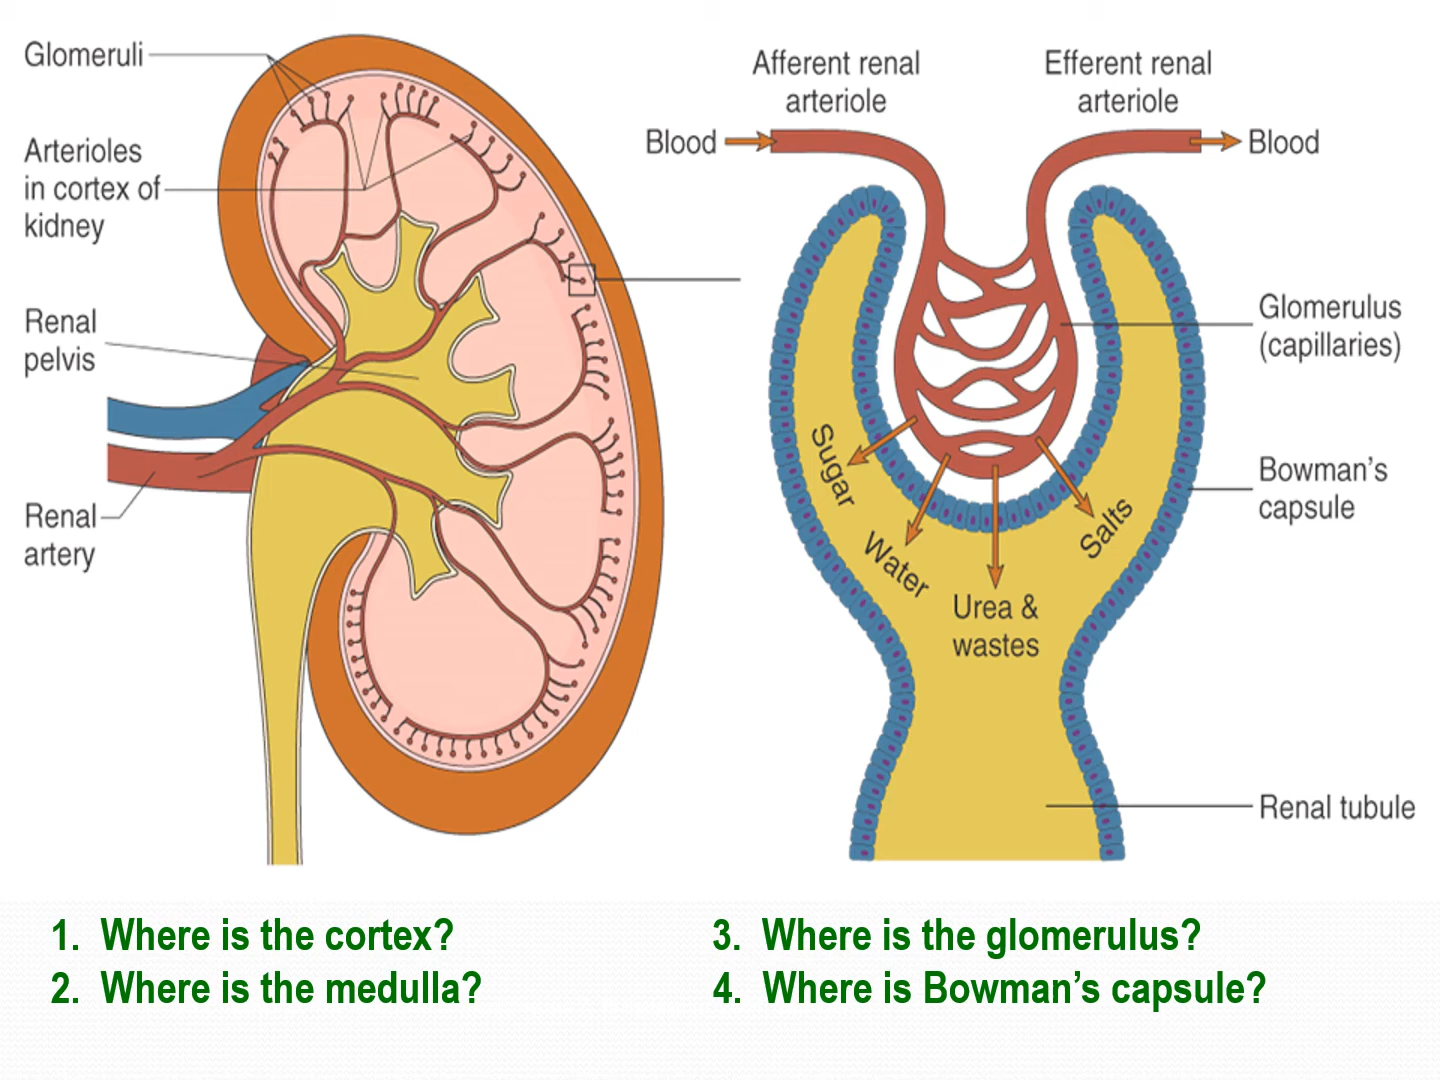 Glomeruli
Arterioles
in cortex of
kidney
Renal
pelvis
Renal
artery
Afferent renal
arteriole
Efferent renal
arteriole
Blood
Blood
Glomerulus
(capillaries)
Bowman's
capsule
Sugar
Water
Urea &
wastes
Salts
Renal tubule
1. Where is the cortex?
2. Where is the medulla?
3. Where is the glomerulus?
4. Where is Bowman's capsule?